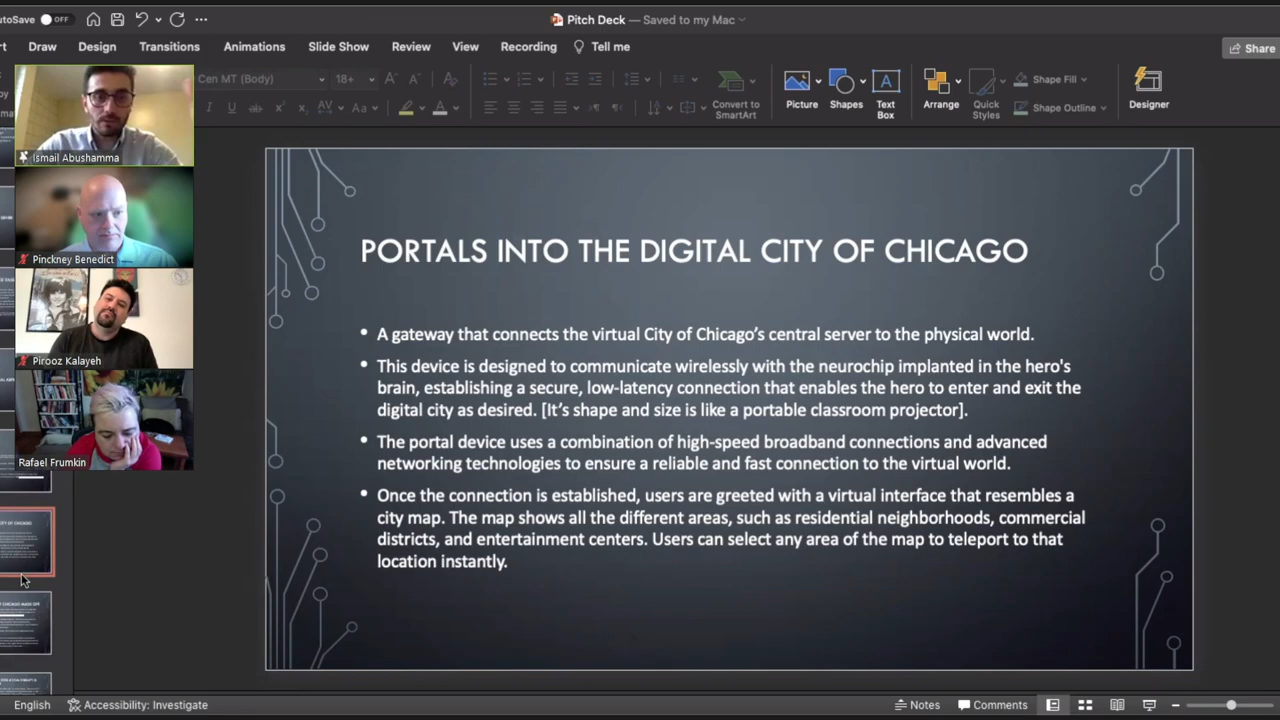 AutoSave OFF
Pitch Deck — Saved to my Mac
Draw Design Transitions Animations Slide Show Review View Recording Tell me
Share
Cen MT (Body) 18+
Convert to
SmartArt
Picture
Shapes
Text
Box
Arrange
Quick
Styles
Shape Fill
Shape Outline
Designer
Ismail Abushamma
Pinckney Benedict
Pirooz Kalayeh
Rafael Frumkin
PORTALS INTO THE DIGITAL CITY OF CHICAGO
• A gateway that connects the virtual City of Chicago's central server to the physical world.
• This device is designed to communicate wirelessly with the neurochip implanted in the hero's
brain, establishing a secure, low-latency connection that enables the hero to enter and exit the
digital city as desired. [It's shape and size is like a portable classroom projector].
• The portal device uses a combination of high-speed broadband connections and advanced
networking technologies to ensure a reliable and fast connection to the virtual world.
• Once the connection is established, users are greeted with a virtual interface that resembles a
city map. The map shows all the different areas, such as residential neighborhoods, commercial
districts, and entertainment centers. Users can select any area of the map to teleport to that
location instantly.
English
Accessibility: Investigate
Notes
Comments